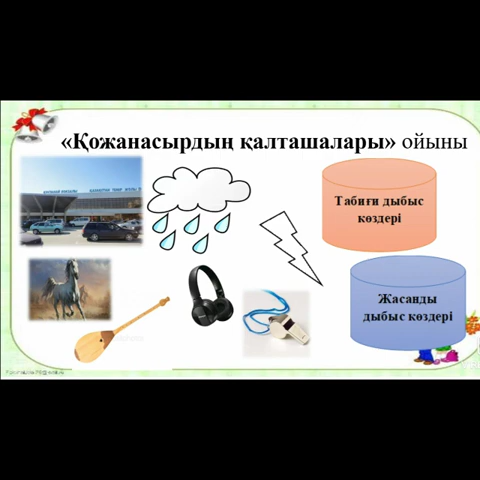 «Қожанасырдың қалташалары» ойыны
Табиғи дыбыс
көздері
Жасанды
дыбыс көздері